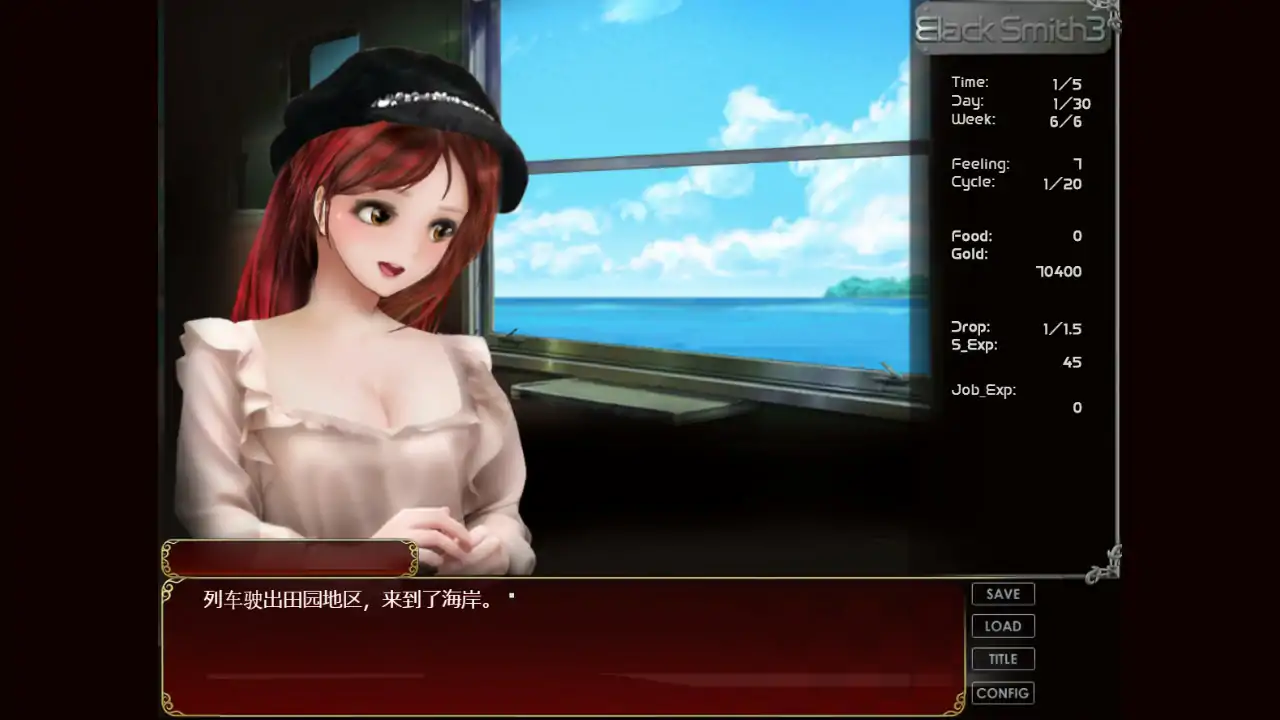 Black Smith3
Time: 1/5
Day: 1/30
Week: 6/6
Feeling: 7
Cycle: 1/20
Food: 0
Gold:
70400
Drop: 1/1.5
S_Exp:
45
Job_Exp:
0
列车驶出田园地区，来到了海岸。
SAVE
LOAD
TITLE
CONFIG